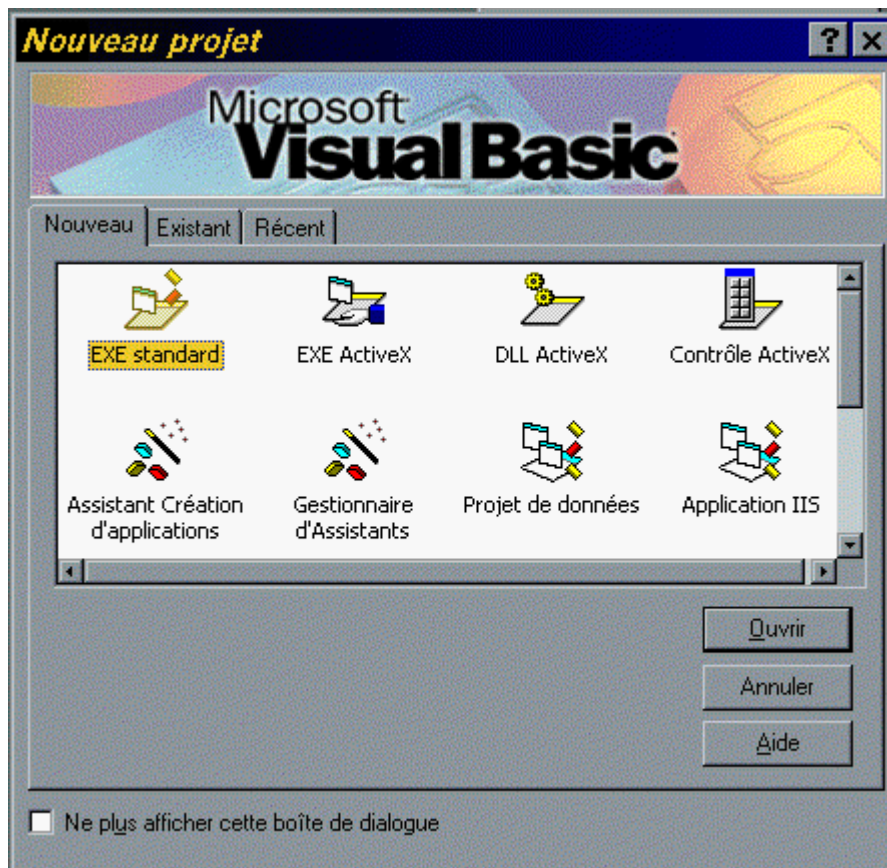 Nouveau projet
Microsoft
Visual Basic
Nouveau Existant Récent
EXE standard EXE ActiveX DLL ActiveX Contrôle ActiveX
Assistant Création d'applications
Gestionnaire d'Assistants
Projet de données
Application IIS
Ouvrir
Annuler
Aide
Ne plus afficher cette boîte de dialogue